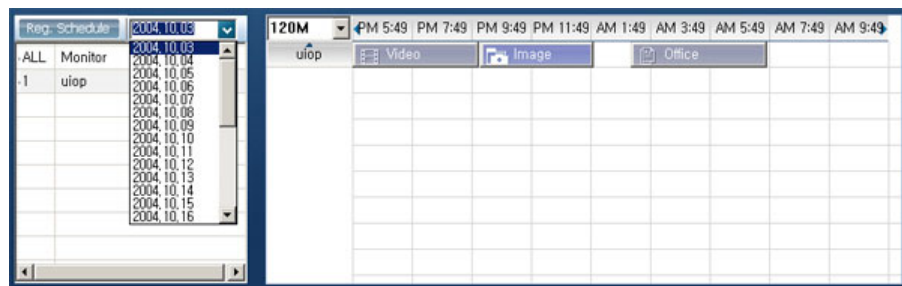 Reg. Schedule 2004, 10, 03 120M PM 5:49 PM 7:49 PM 9:49 PM 11:49 AM 1:49 AM 3:49 AM 5:49 AM 7:49 AM 9:49
ALL Monitor
1 uiop
2004, 10, 03
2004, 10, 04
2004, 10, 05
2004, 10, 06
2004, 10, 07
2004, 10, 08
2004, 10, 09
2004, 10, 10
2004, 10, 11
2004, 10, 12
2004, 10, 13
2004, 10, 14
2004, 10, 15
2004, 10, 16
uiop Video Image Office